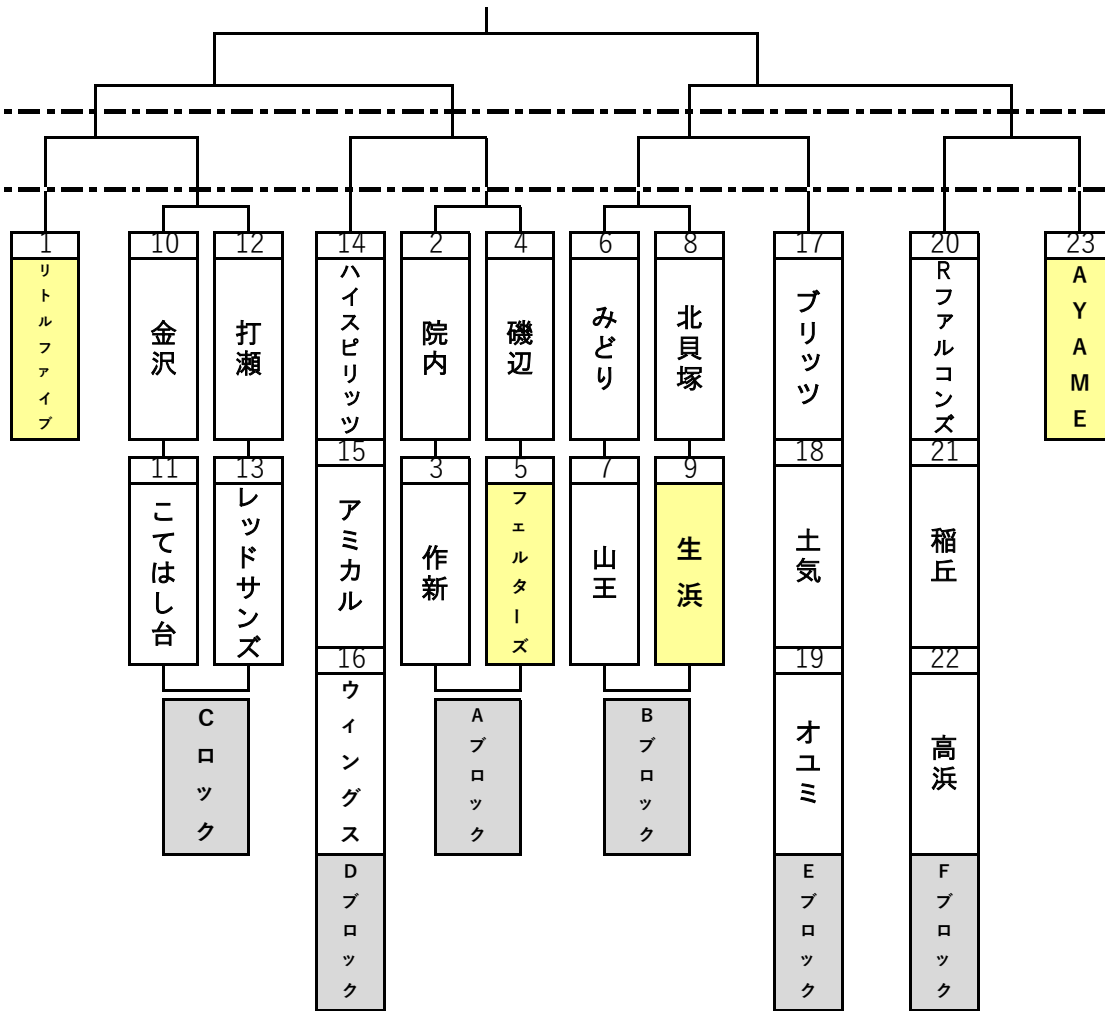 1
リトルファイブ
10
金沢
11
こてはし台
12
打瀬
13
レッドサンズ
Cロック
14
ハイスピリッツ
15
アミカル
16
ウィングス
Dブロック
2
院内
3
作新
4
磯辺
5
フェルターズ
Aブロック
6
みどり
7
山王
8
北貝塚
9
生浜
Bブロック
17
ブリッツ
18
土気
19
オユミ
Eブロック
20
Rファルコンズ
21
稲丘
22
高浜
Fブロック
23
AYAME